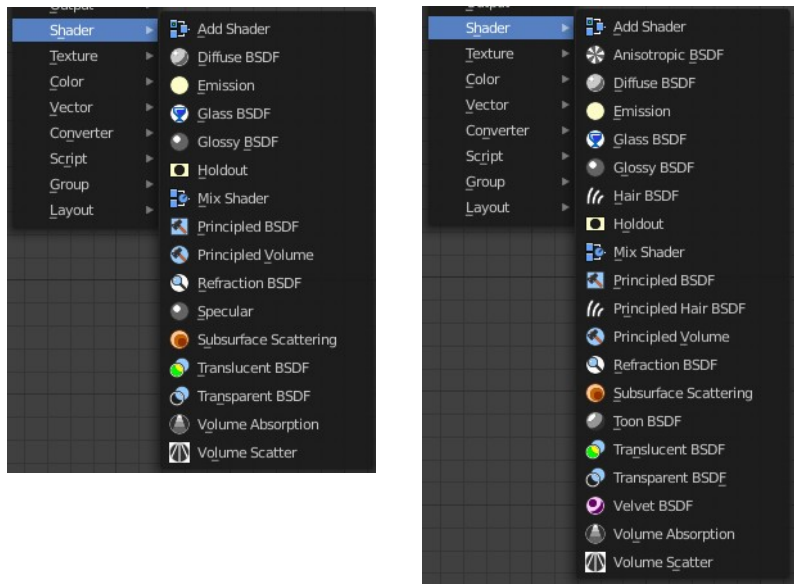 Output
Shader
Texture
Color
Vector
Converter
Script
Group
Layout
Add Shader
Diffuse BSDF
Emission
Glass BSDF
Glossy BSDF
Holdout
Mix Shader
Principled BSDF
Principled Volume
Refraction BSDF
Specular
Subsurface Scattering
Translucent BSDF
Transparent BSDF
Volume Absorption
Volume Scatter
Shader
Texture
Color
Vector
Converter
Script
Group
Layout
Add Shader
Anisotropic BSDF
Diffuse BSDF
Emission
Glass BSDF
Glossy BSDF
Hair BSDF
Holdout
Mix Shader
Principled BSDF
Principled Hair BSDF
Principled Volume
Refraction BSDF
Subsurface Scattering
Toon BSDF
Translucent BSDF
Transparent BSDF
Velvet BSDF
Volume Absorption
Volume Scatter